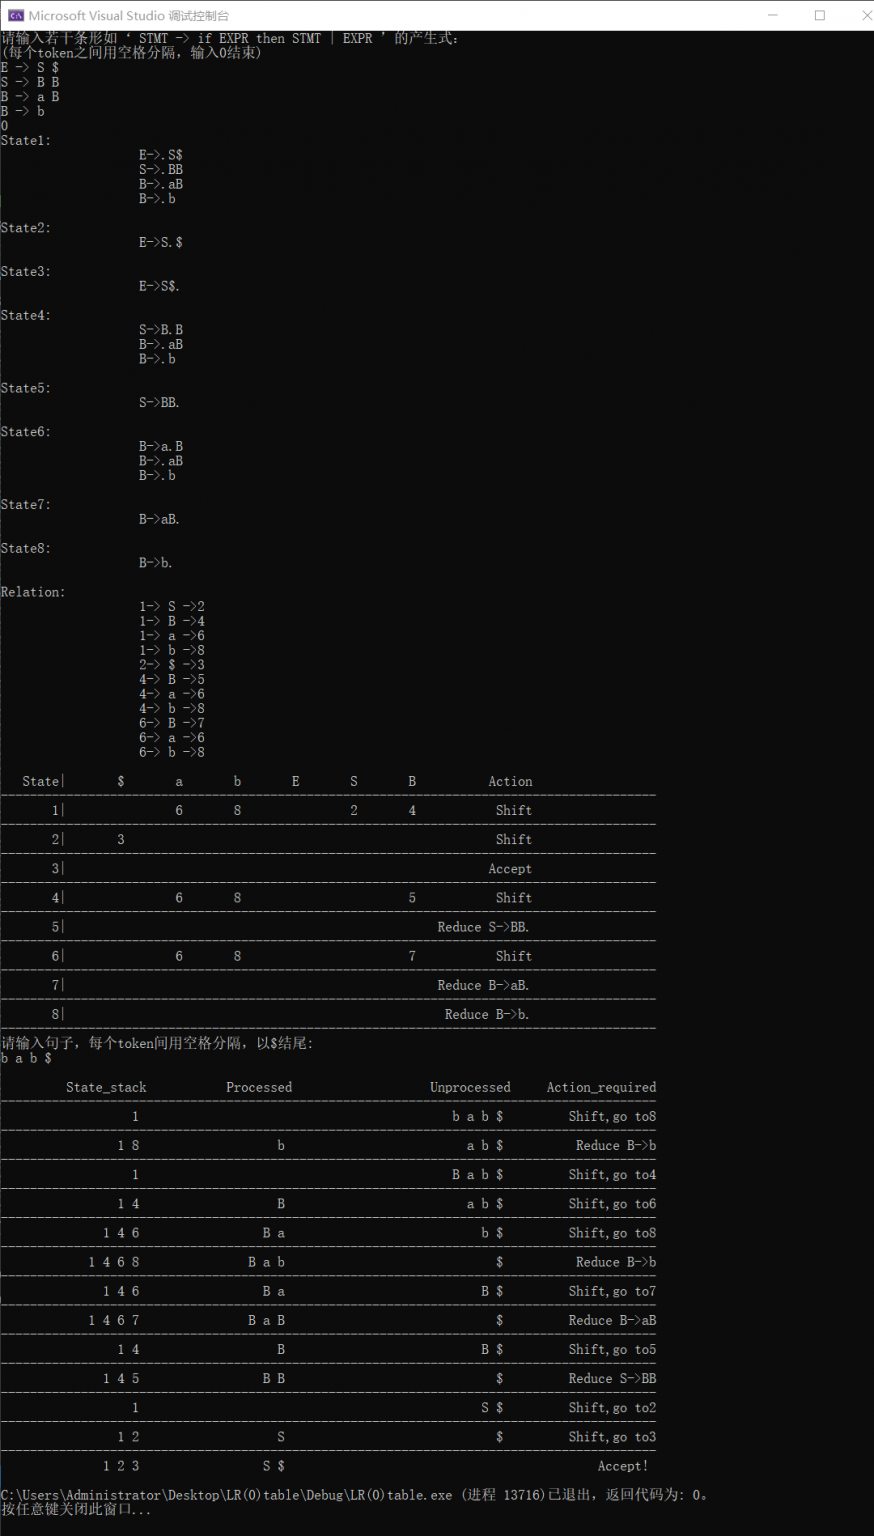 Microsoft Visual Studio 调试控制台
请输入若干条形如 ‘ STMT -> if EXPR then STMT | EXPR ’ 的产生式：
(每个token之间用空格分隔，输入0结束)
E -> S $
S -> B B
B -> a B
B -> b
0
State1:
E->.S$
S->.BB
B->.aB
B->.b
State2:
E->S.$
State3:
E->S$.
State4:
S->B.B
B->.aB
B->.b
State5:
S->BB.
State6:
B->a.B
B->.aB
B->.b
State7:
B->aB.
State8:
B->b.
Relation:
1-> S ->2
1-> B ->4
1-> a ->6
1-> b ->8
2-> $ ->3
4-> B ->5
4-> a ->6
4-> b ->8
6-> B ->7
6-> a ->6
6-> b ->8
State| $ a b E S B Action
1| 6 8 2 4 Shift
2| 3 Shift
3| Accept
4| 6 8 5 Shift
5| Reduce S->BB.
6| 6 8 7 Shift
7| Reduce B->aB.
8| Reduce B->b.
请输入句子，每个token间用空格分隔，以$结尾:
b a b $
State_stack Processed Unprocessed Action_required
1 b a b $ Shift,go to8
1 8 b a b $ Reduce B->b
1 B a b $ Shift,go to4
1 4 B a b $ Shift,go to6
1 4 6 B a b $ Shift,go to8
1 4 6 8 B a b $ Reduce B->b
1 4 6 B a B $ Shift,go to7
1 4 6 7 B a B $ Reduce B->aB
1 4 B B $ Shift,go to5
1 4 5 B B $ Reduce S->BB
1 S $ Shift,go to2
1 2 S $ Shift,go to3
1 2 3 S $ Accept!
C:\Users\Administrator\Desktop\LR(0)table\Debug\LR(0)table.exe (进程 13716)已退出，返回代码为: 0。
按任意键关闭此窗口...